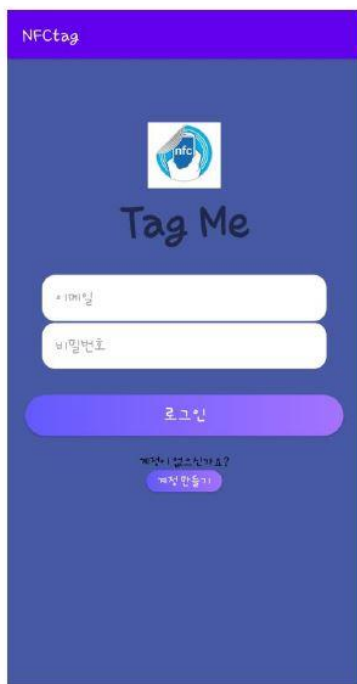 NFCtag
nfc
Tag Me
이메일
비밀번호
로그인
계정이 없으신가요?
계정 만들기